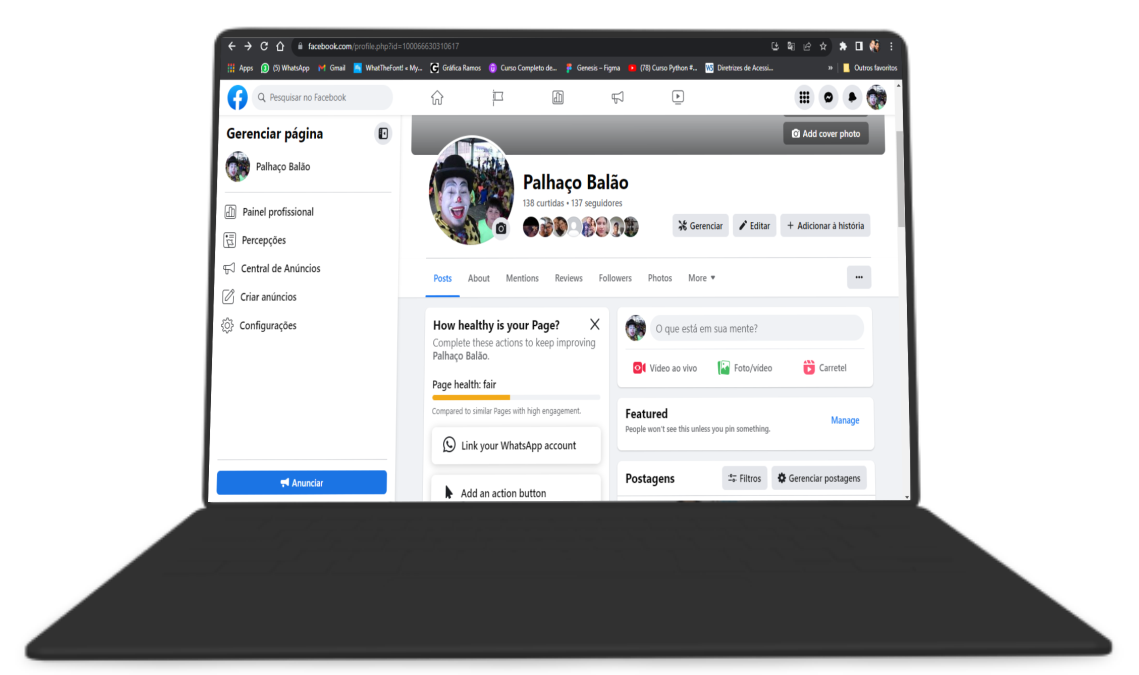 facebook.com/profile.php?id=100066630310617
Apps (5) WhatsApp Gmail WhatTheFont! « My... Gráfica Ramos Curso Completo de... Genesis – Figma (78) Curso Python #... Diretrizes de Acessi... » Outros favoritos
Pesquisar no Facebook
Gerenciar página
Palhaço Balão
Painel profissional
Percepções
Central de Anúncios
Criar anúncios
Configurações
Anunciar
Add cover photo
Palhaço Balão
138 curtidas • 137 seguidores
Gerenciar Editar + Adicionar à história
Posts About Mentions Reviews Followers Photos More
How healthy is your Page?
Complete these actions to keep improving
Palhaço Balão.
Page health: fair
Compared to similar Pages with high engagement.
Link your WhatsApp account
Add an action button
O que está em sua mente?
Vídeo ao vivo Foto/vídeo Carretel
Featured
People won't see this unless you pin something.
Manage
Postagens Filtros Gerenciar postagens